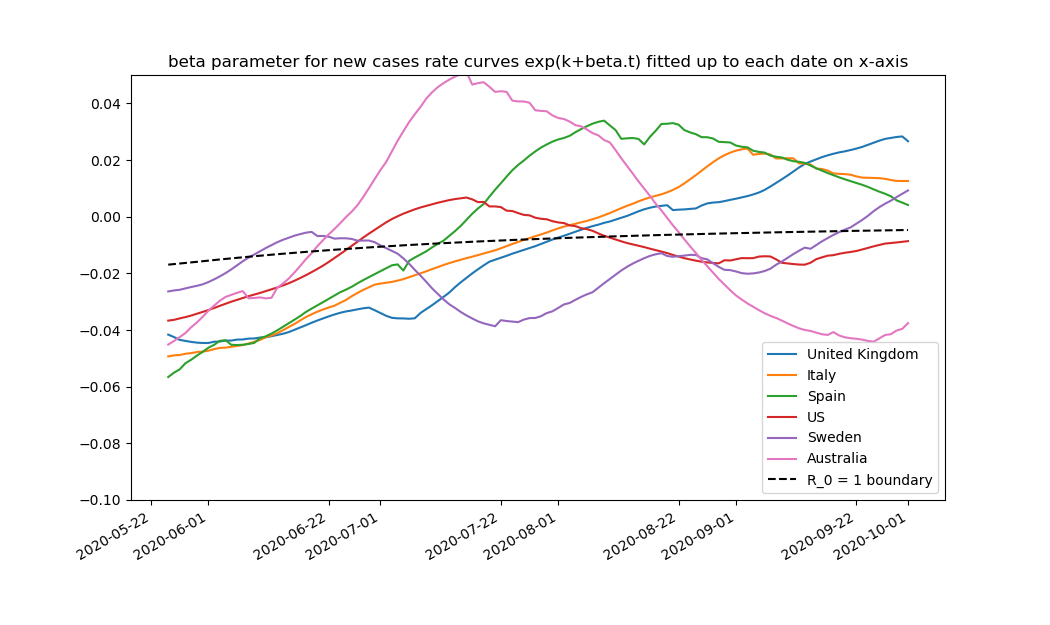 beta parameter for new cases rate curves exp(k+beta.t) fitted up to each date on x-axis
0.04
0.02
0.00
−0.02
−0.04
−0.06
−0.08
−0.10
United Kingdom
Italy
Spain
US
Sweden
Australia
R_0 = 1 boundary
2020-05-22
2020-06-01
2020-06-22
2020-07-01
2020-07-22
2020-08-01
2020-08-22
2020-09-01
2020-09-22
2020-10-01